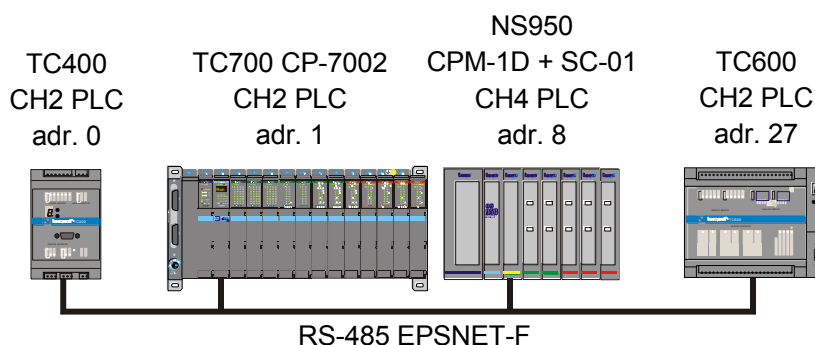 TC400
CH2 PLC
adr. 0
TC700 CP-7002
CH2 PLC
adr. 1
NS950
CPM-1D + SC-01
CH4 PLC
adr. 8
TC600
CH2 PLC
adr. 27
RS-485 EPSNET-F